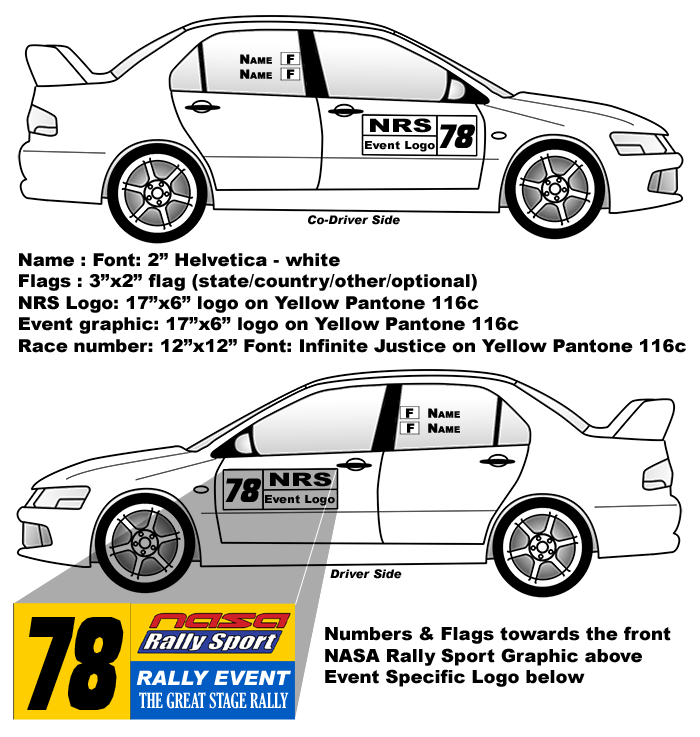 NAME F
NAME F
NRS
Event Logo
78
Co-Driver Side
Name : Font: 2” Helvetica - white
Flags : 3”x2” flag (state/country/other/optional)
NRS Logo: 17”x6” logo on Yellow Pantone 116c
Event graphic: 17”x6” logo on Yellow Pantone 116c
Race number: 12”x12” Font: Infinite Justice on Yellow Pantone 116c
F NAME
F NAME
78
NRS
Event Logo
Driver Side
78
nasa
Rally Sport
RALLY EVENT
THE GREAT STAGE RALLY
Numbers & Flags towards the front
NASA Rally Sport Graphic above
Event Specific Logo below